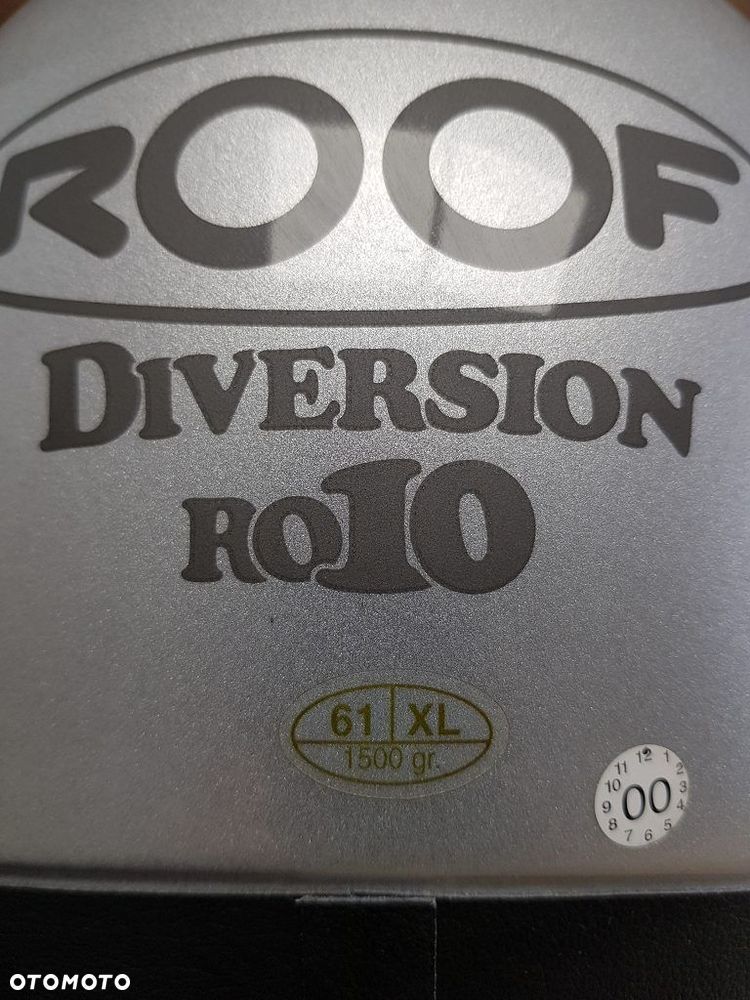 ROOF
DIVERSION
RO10
61 XL
1500 gr.
12 1 2 3 4 5 6 7 8 9 10 11
00
OTOMOTO